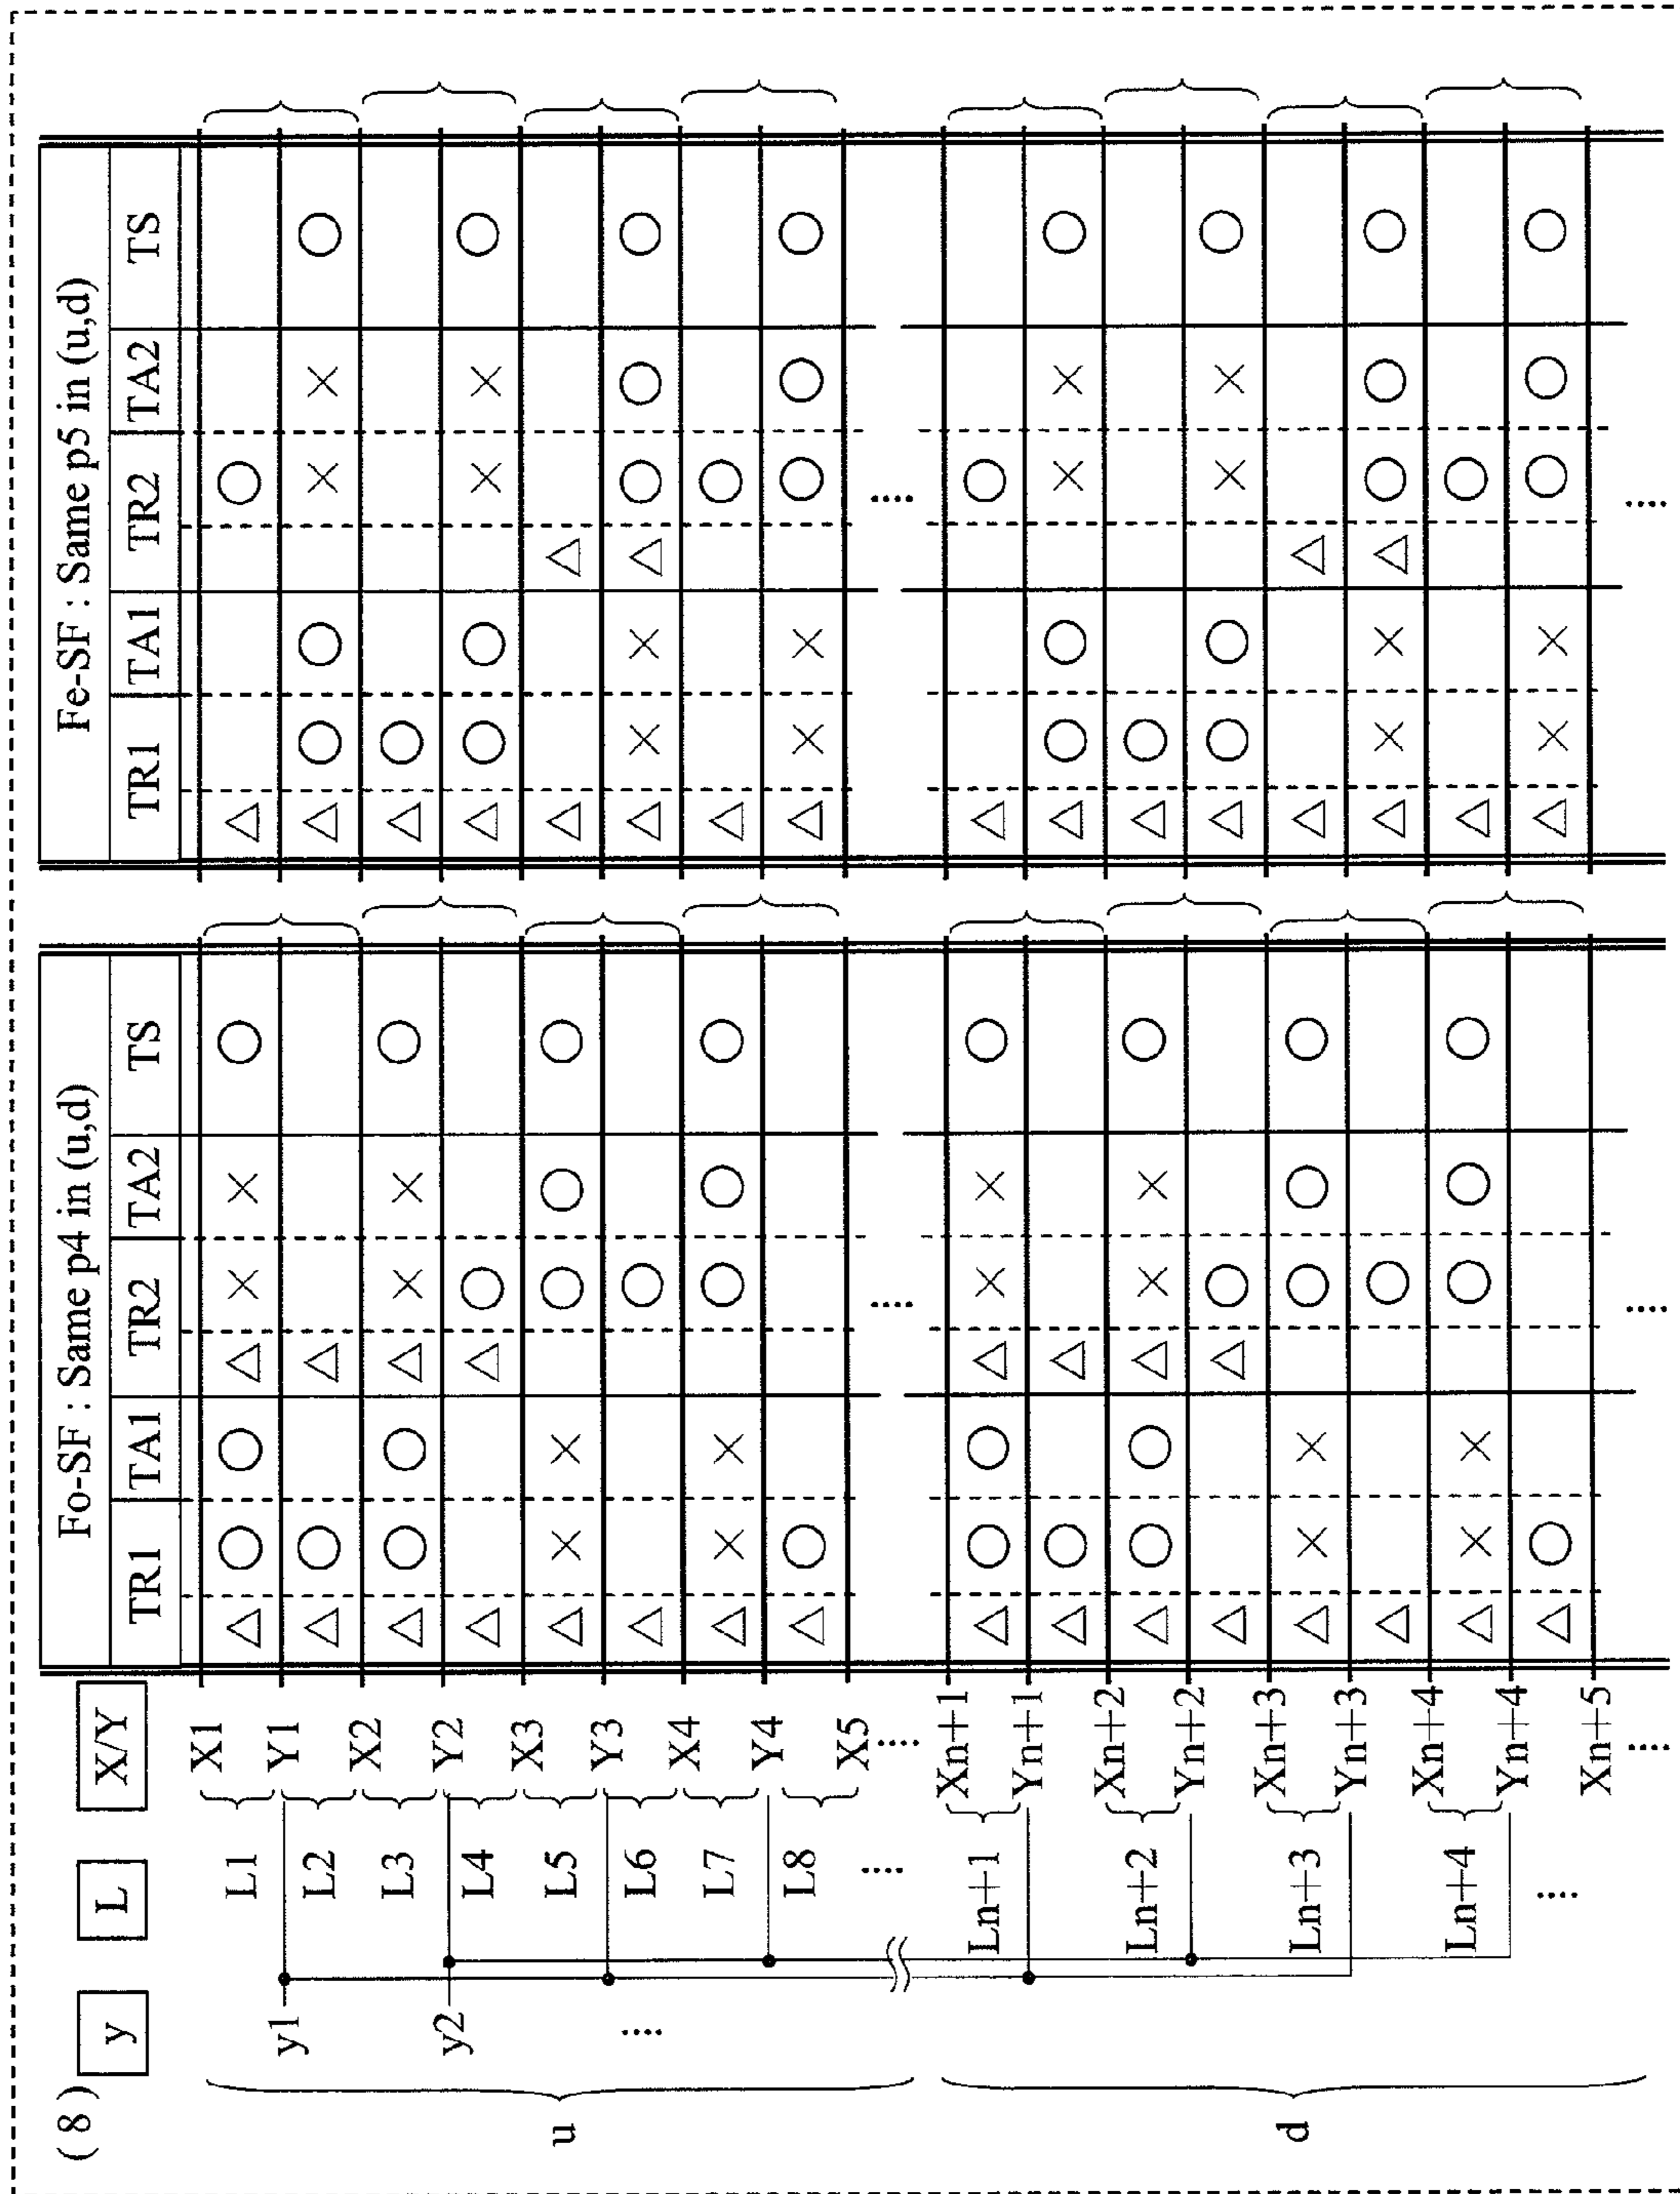 (8)
y L X/Y
Fo-SF : Same p4 in (u,d) Fe-SF : Same p5 in (u,d)
TR1 TA1 TR2 TA2 TS TR1 TA1 TR2 TA2 TS
X1
L1
y1 Y1
L2
X2
L3
y2 Y2
L4
X3
u
L5
Y3
....
L6
X4
L7
Y4
L8
X5
.... .... .... ....
Xn+1
Ln+1
Yn+1
Xn+2
Ln+2
Yn+2
Xn+3
d
Ln+3
Yn+3
Xn+4
Ln+4
Yn+4
....
Xn+5
.... .... ....